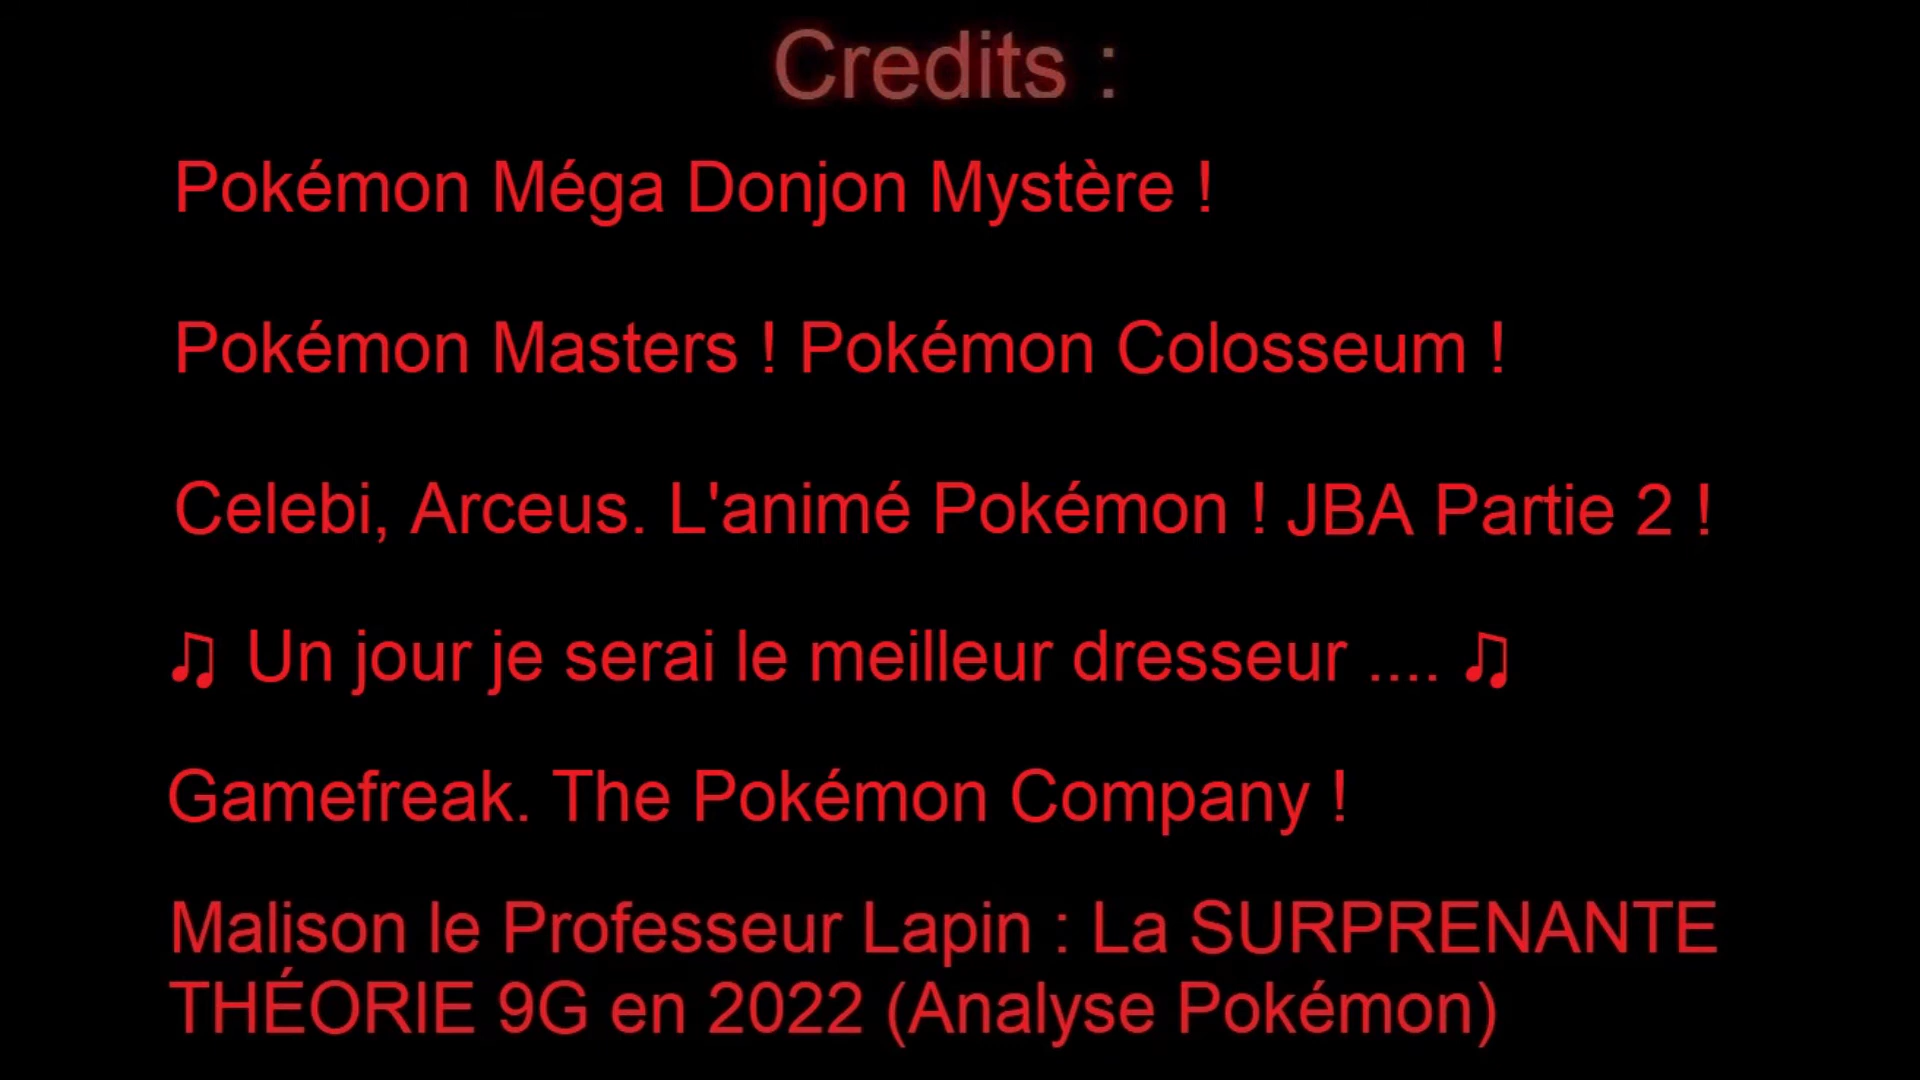 Credits :
Pokémon Méga Donjon Mystère !
Pokémon Masters ! Pokémon Colosseum !
Celebi, Arceus. L'animé Pokémon ! JBA Partie 2 !
♫ Un jour je serai le meilleur dresseur .... ♫
Gamefreak. The Pokémon Company !
Malison le Professeur Lapin : La SURPRENANTE
THÉORIE 9G en 2022 (Analyse Pokémon)